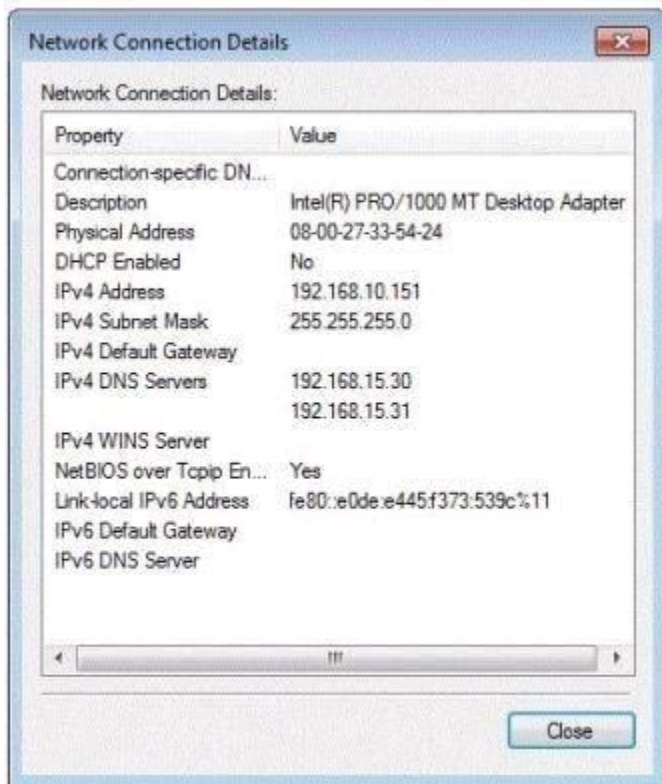 Network Connection Details
Network Connection Details:
Property Value
Connection-specific DN...
Description Intel(R) PRO/1000 MT Desktop Adapter
Physical Address 08-00-27-33-54-24
DHCP Enabled No
IPv4 Address 192.168.10.151
IPv4 Subnet Mask 255.255.255.0
IPv4 Default Gateway
IPv4 DNS Servers 192.168.15.30
192.168.15.31
IPv4 WINS Server
NetBIOS over Tcpip En... Yes
Link-local IPv6 Address fe80::e0de:e445:f373:539c%11
IPv6 Default Gateway
IPv6 DNS Server
Close